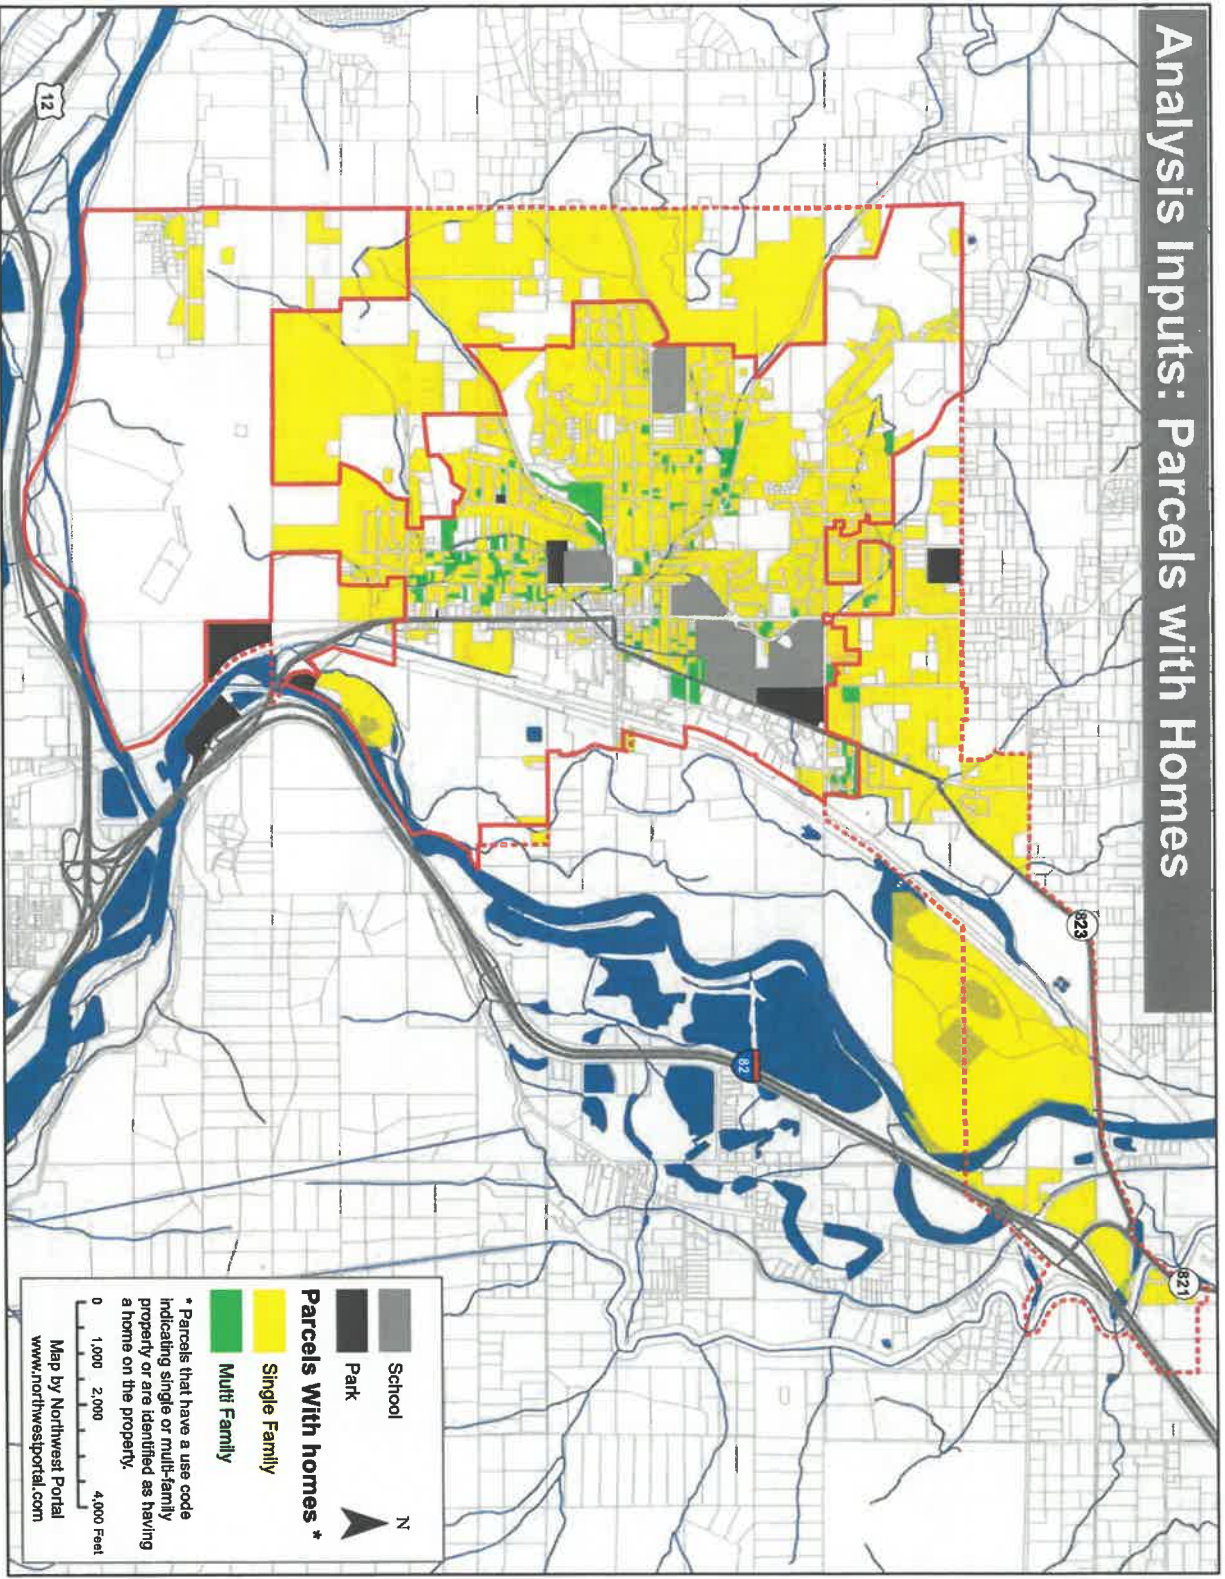 Analysis Inputs: Parcels with Homes
12
823
82
821
N
School
Park
Parcels With homes *
Single Family
Multi Family
* Parcels that have a use code
indicating single or multi-family
property or are identified as having
a home on the property.
0 1,000 2,000 4,000 Feet
Map by Northwest Portal
www.northwestportal.com